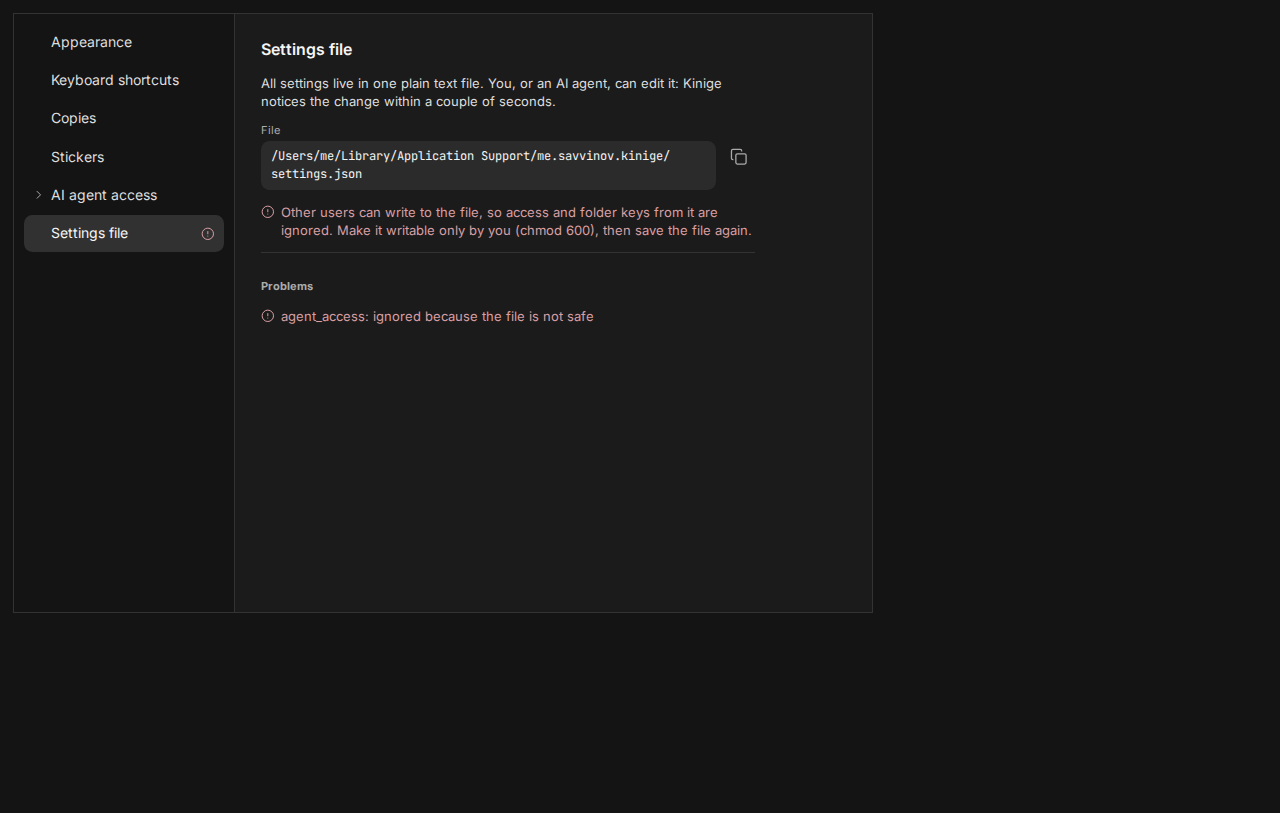 Appearance
Keyboard shortcuts
Copies
Stickers
AI agent access
Settings file
Settings file
All settings live in one plain text file. You, or an AI agent, can edit it: Kinige
notices the change within a couple of seconds.
File
/Users/me/Library/Application Support/me.savvinov.kinige/
settings.json
Other users can write to the file, so access and folder keys from it are
ignored. Make it writable only by you (chmod 600), then save the file again.
Problems
agent_access: ignored because the file is not safe